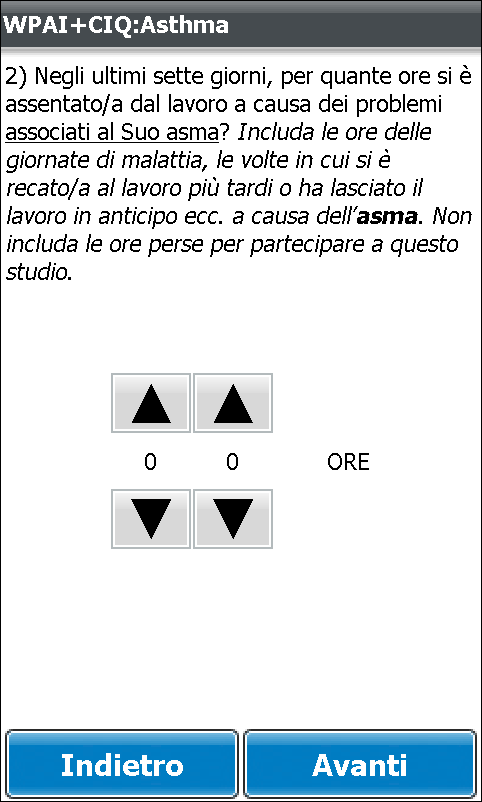 WPAI+CIQ:Asthma
2) Negli ultimi sette giorni, per quante ore si è
assentato/a dal lavoro a causa dei problemi
associati al Suo asma? Includa le ore delle
giornate di malattia, le volte in cui si è
recato/a al lavoro più tardi o ha lasciato il
lavoro in anticipo ecc. a causa dell’asma. Non
includa le ore perse per partecipare a questo
studio.
0 0 ORE
Indietro Avanti